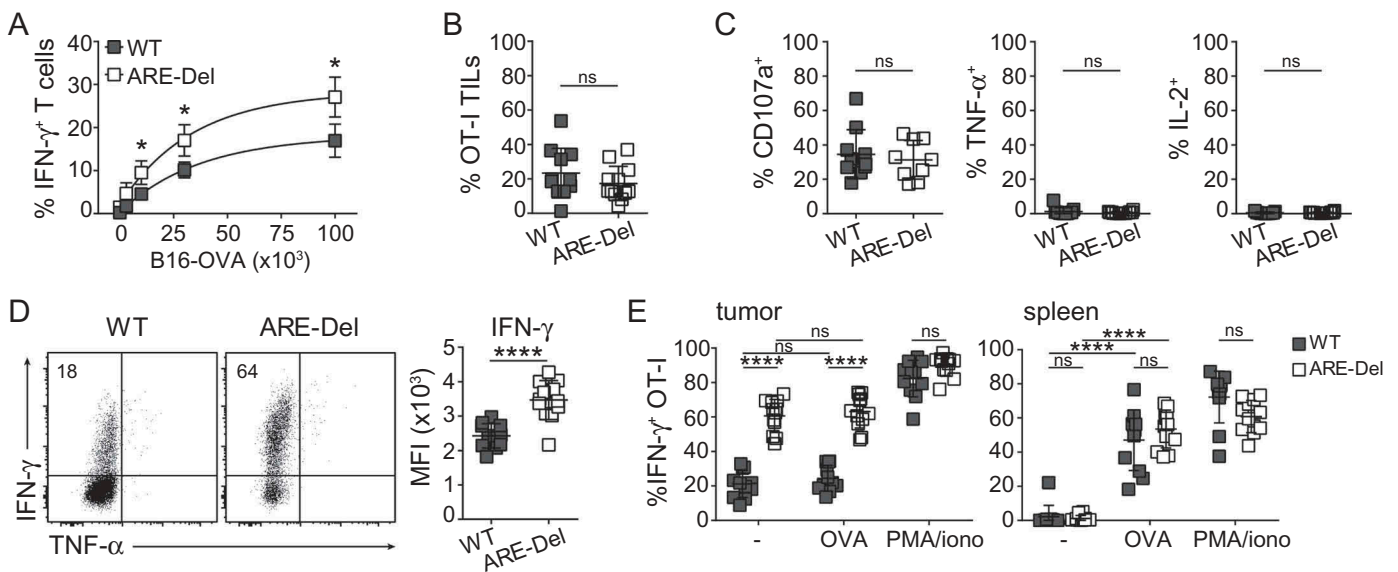 A
WT
ARE-Del
% IFN-γ+ T cells
40
30
20
10
0
*
*
*
0
25
50
75
100
B16-OVA (x10³)
B
% OT-I TILs
100
80
60
40
20
0
ns
WT
ARE-Del
C
% CD107a+
100
80
60
40
20
0
ns
WT
ARE-Del
% TNF-α+
100
80
60
40
20
0
ns
WT
ARE-Del
% IL-2+
100
80
60
40
20
0
ns
WT
ARE-Del
D
WT
ARE-Del
18
64
IFN-γ
TNF-α
IFN-γ
MFI (x10³)
5
4
3
2
1
0
****
WT
ARE-Del
E
tumor
%IFN-γ+ OT-I
100
80
60
40
20
0
ns
ns
ns
****
****
-
OVA
PMA/iono
spleen
100
80
60
40
20
0
****
****
ns
ns
ns
-
OVA
PMA/iono
WT
ARE-Del